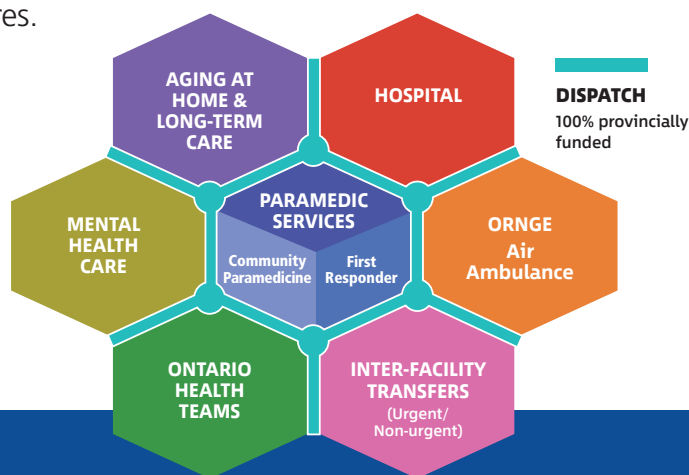 res.
AGING AT
HOME &
LONG-TERM
CARE
HOSPITAL
DISPATCH
100% provincially
funded
MENTAL
HEALTH
CARE
PARAMEDIC
SERVICES
Community
Paramedicine
First
Responder
ORNGE
Air
Ambulance
ONTARIO
HEALTH
TEAMS
INTER-FACILITY
TRANSFERS
(Urgent/
Non-urgent)